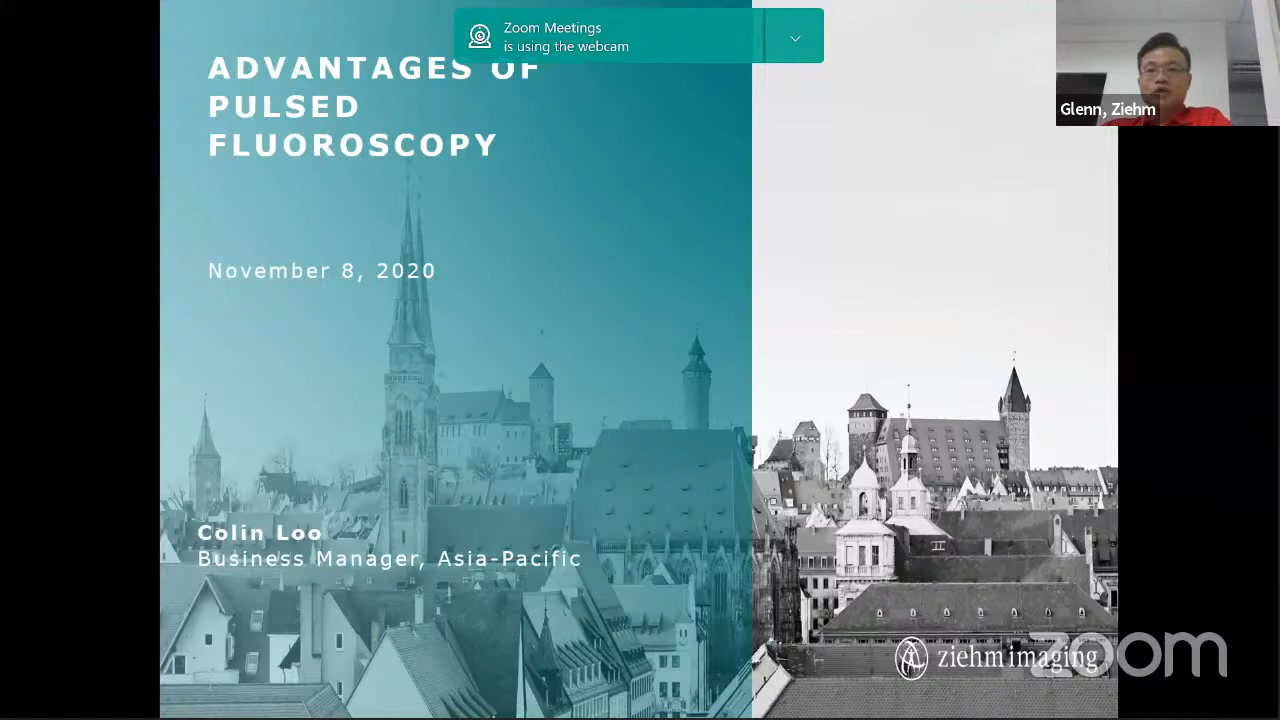 Zoom Meetings
is using the webcam
ADVANTAGES OF
PULSED
FLUOROSCOPY
Glenn, Ziehm
November 8, 2020
Colin Loo
Business Manager, Asia-Pacific
ziehm imaging
zoom